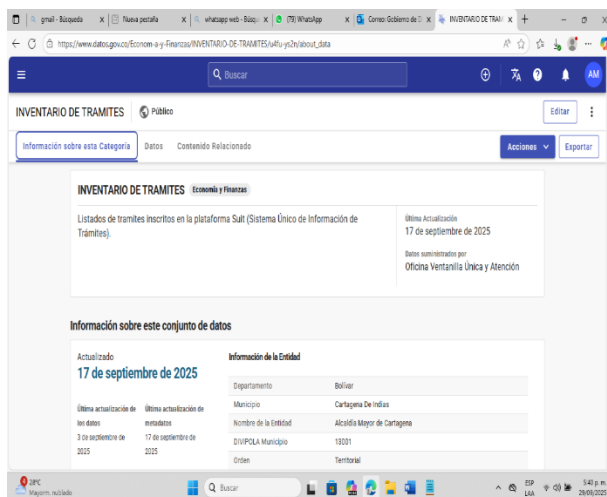 gmail - Búsqueda
Nueva pestaña
whatsapp web - Búsqu
(79) WhatsApp
Correo: Gobierno de D
INVENTARIO DE TRAM
https://www.datos.gov.co/Econom-a-y-Finanzas/INVENTARIO-DE-TRAMITES/u4fu-ys2n/about_data
Buscar
AM
INVENTARIO DE TRAMITES
Público
Editar
Información sobre esta Categoría
Datos
Contenido Relacionado
Acciones
Exportar
INVENTARIO DE TRAMITES
Economía y Finanzas
Listados de tramites inscritos en la plataforma Suit (Sistema Único de Información de
Trámites).
Última Actualización
17 de septiembre de 2025
Datos suministrados por
Oficina Ventanilla Única y Atención
Información sobre este conjunto de datos
Actualizado
17 de septiembre de 2025
Última actualización de
los datos
3 de septiembre de
2025
Última actualización de
metadatos
17 de septiembre de
2025
Información de la Entidad
Departamento Bolívar
Municipio Cartagena De Indias
Nombre de la Entidad Alcaldía Mayor de Cartagena
DIVIPOLA Municipio 13001
Orden Territorial
28°C
Mayorm. nublado
Buscar
ESP
LAA
5:43 p. m.
29/09/2025